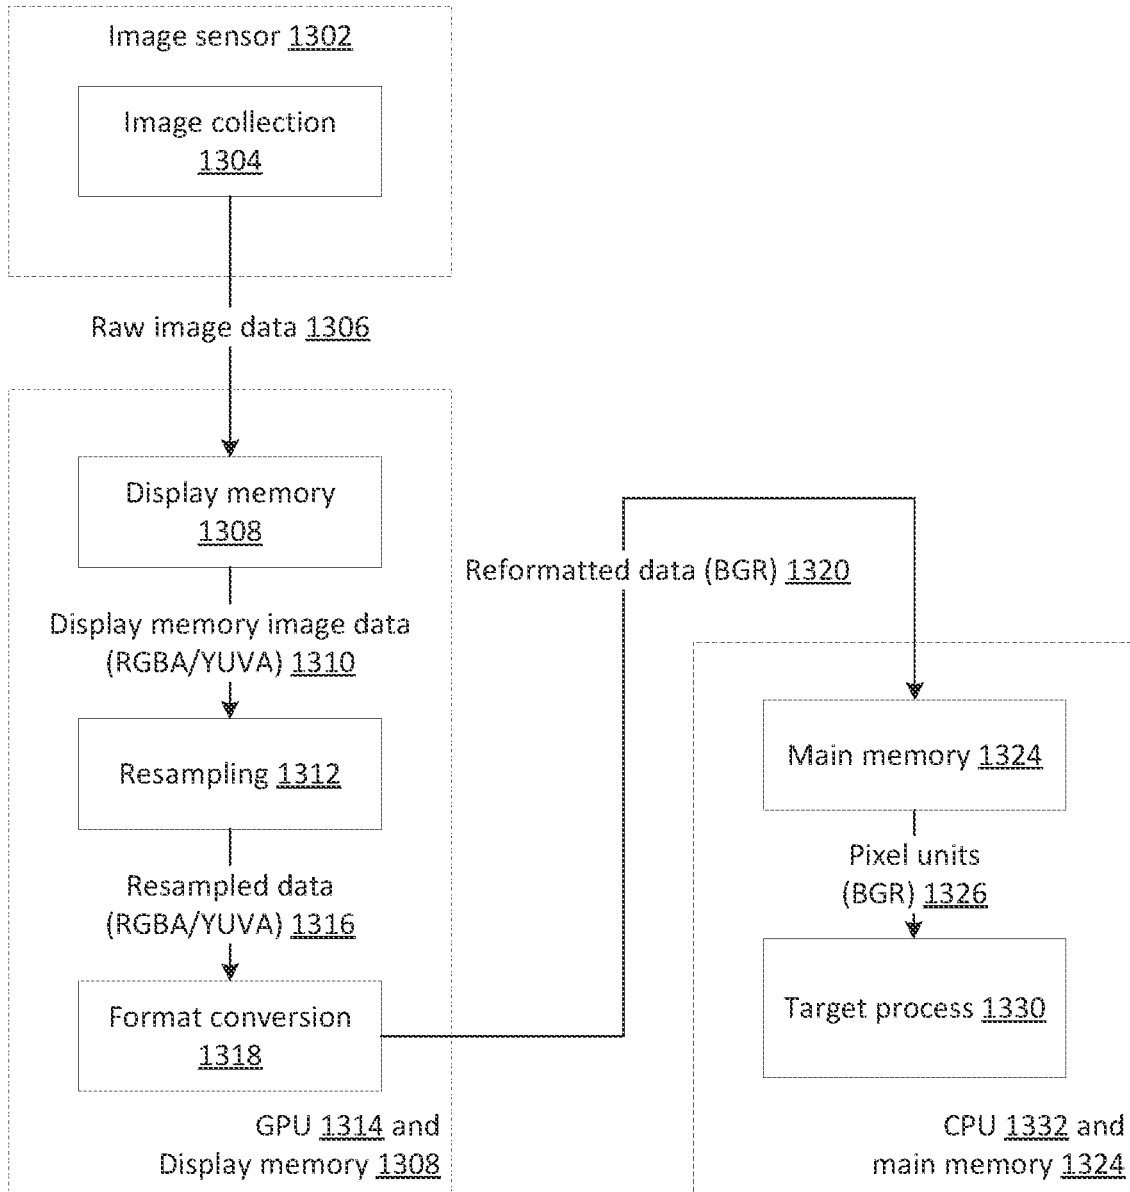 Image sensor 1302
Image collection
1304
Raw image data 1306
Display memory
1308
Display memory image data
(RGBA/YUVA) 1310
Resampling 1312
Resampled data
(RGBA/YUVA) 1316
Format conversion
1318
GPU 1314 and
Display memory 1308
Reformatted data (BGR) 1320
Main memory 1324
Pixel units
(BGR) 1326
Target process 1330
CPU 1332 and
main memory 1324